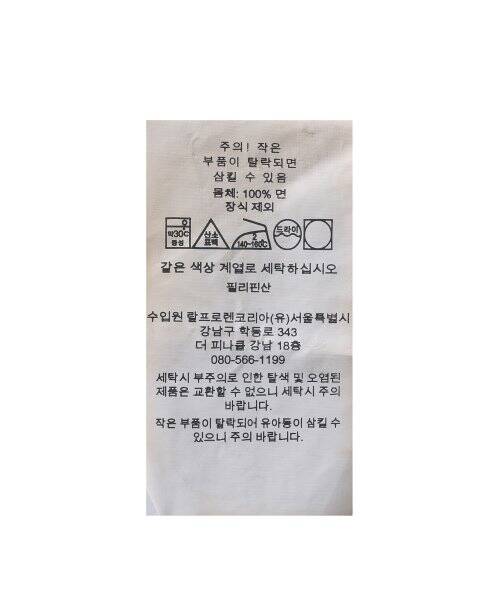 주의! 작은
부품이 탈락되면
삼킬 수 있음
몸체: 100% 면
장식 제외
약30℃
중성
산소
표백
2
140-160℃
드라이
같은 색상 계열로 세탁하십시오
필리핀산
수입원 랄프로렌코리아(유)서울특별시
강남구 학동로 343
더 피나클 강남 18층
080-566-1199
세탁시 부주의로 인한 탈색 및 오염된
제품은 교환할 수 없으니 세탁시 주의
바랍니다.
작은 부품이 탈락되어 유아동이 삼킬 수
있으니 주의 바랍니다.